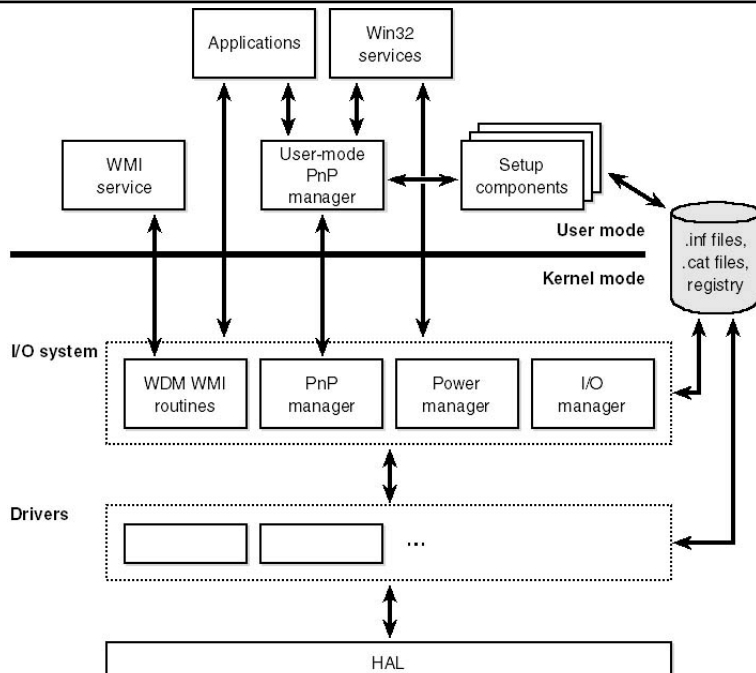 Applications
Win32
services
WMI
service
User-mode
PnP
manager
Setup
components
User mode
.inf files,
.cat files,
registry
Kernel mode
I/O system
WDM WMI
routines
PnP
manager
Power
manager
I/O
manager
Drivers
...
HAL